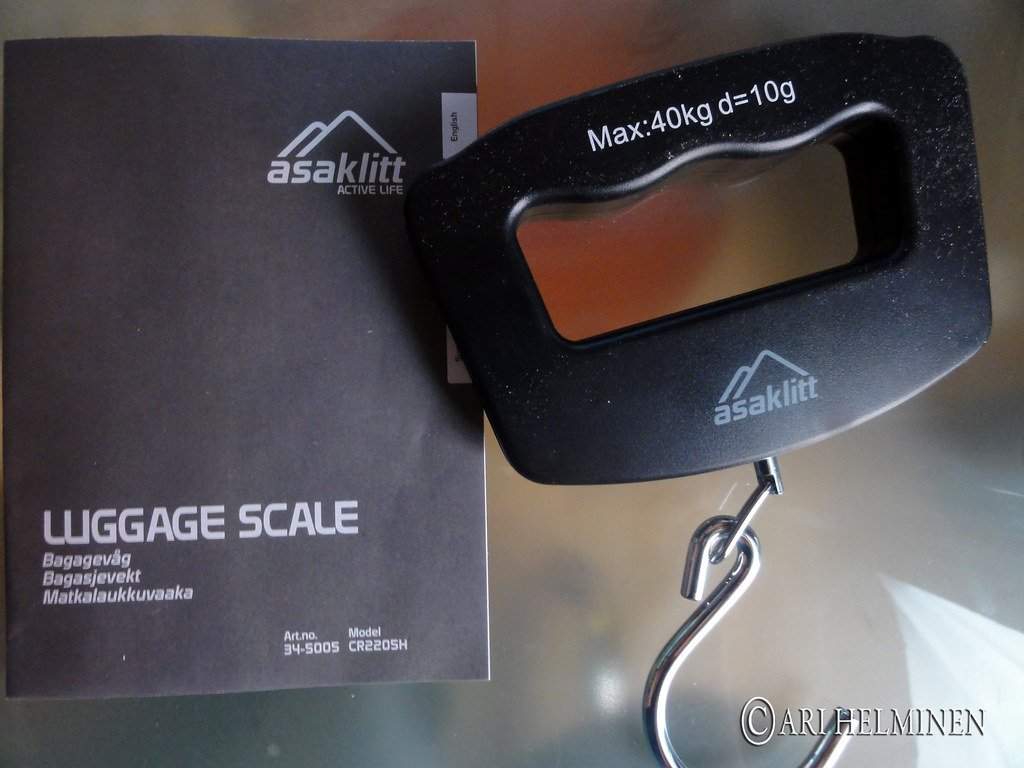 asaklitt
ACTIVE LIFE
English
LUGGAGE SCALE
Bagagevåg
Bagasjevekt
Matkalaukkuvaaka
Art.no. Model
34-5005 CR2205H
Max:40kg d=10g
asaklitt
© ARI HELMINEN